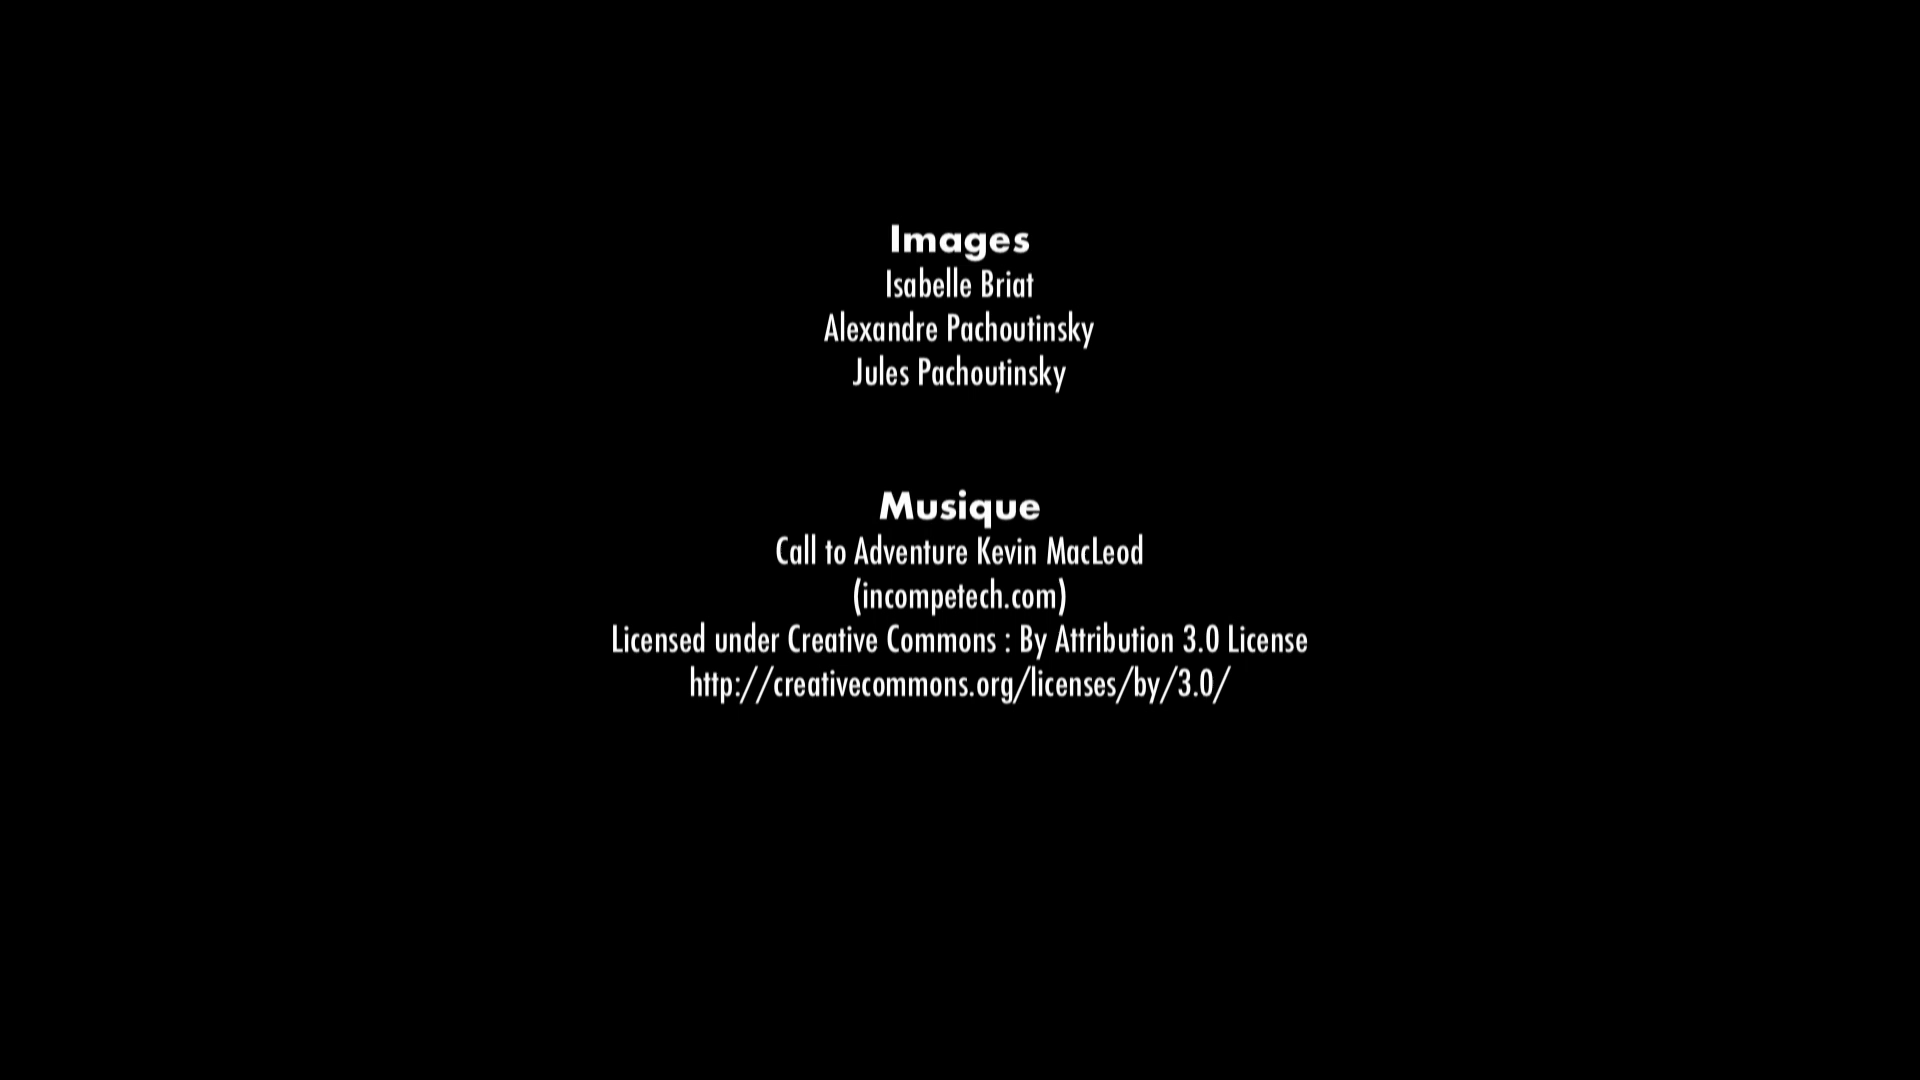 Images
Isabelle Briat
Alexandre Pachoutinsky
Jules Pachoutinsky
Musique
Call to Adventure Kevin MacLeod
(incompetech.com)
Licensed under Creative Commons : By Attribution 3.0 License
http://creativecommons.org/licenses/by/3.0/